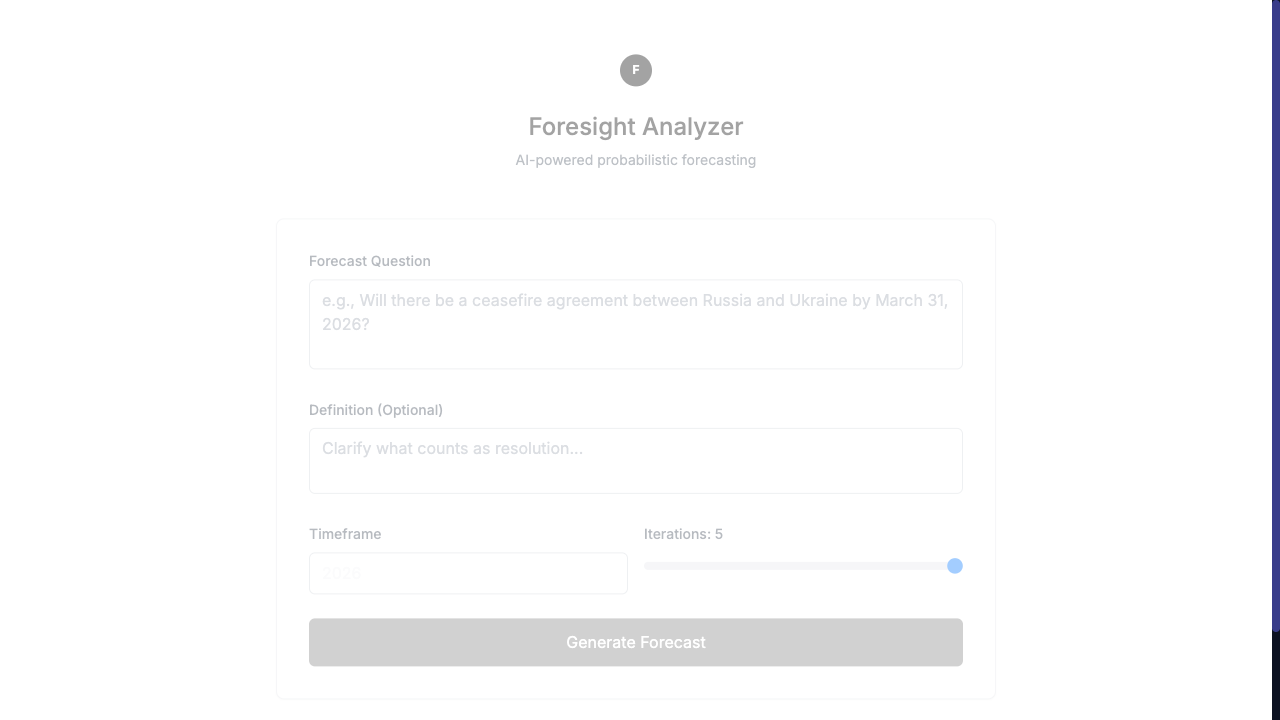 F
Foresight Analyzer
AI-powered probabilistic forecasting
Forecast Question
e.g., Will there be a ceasefire agreement between Russia and Ukraine by March 31,
2026?
Definition (Optional)
Clarify what counts as resolution...
Timeframe
Iterations: 5
2026
Generate Forecast